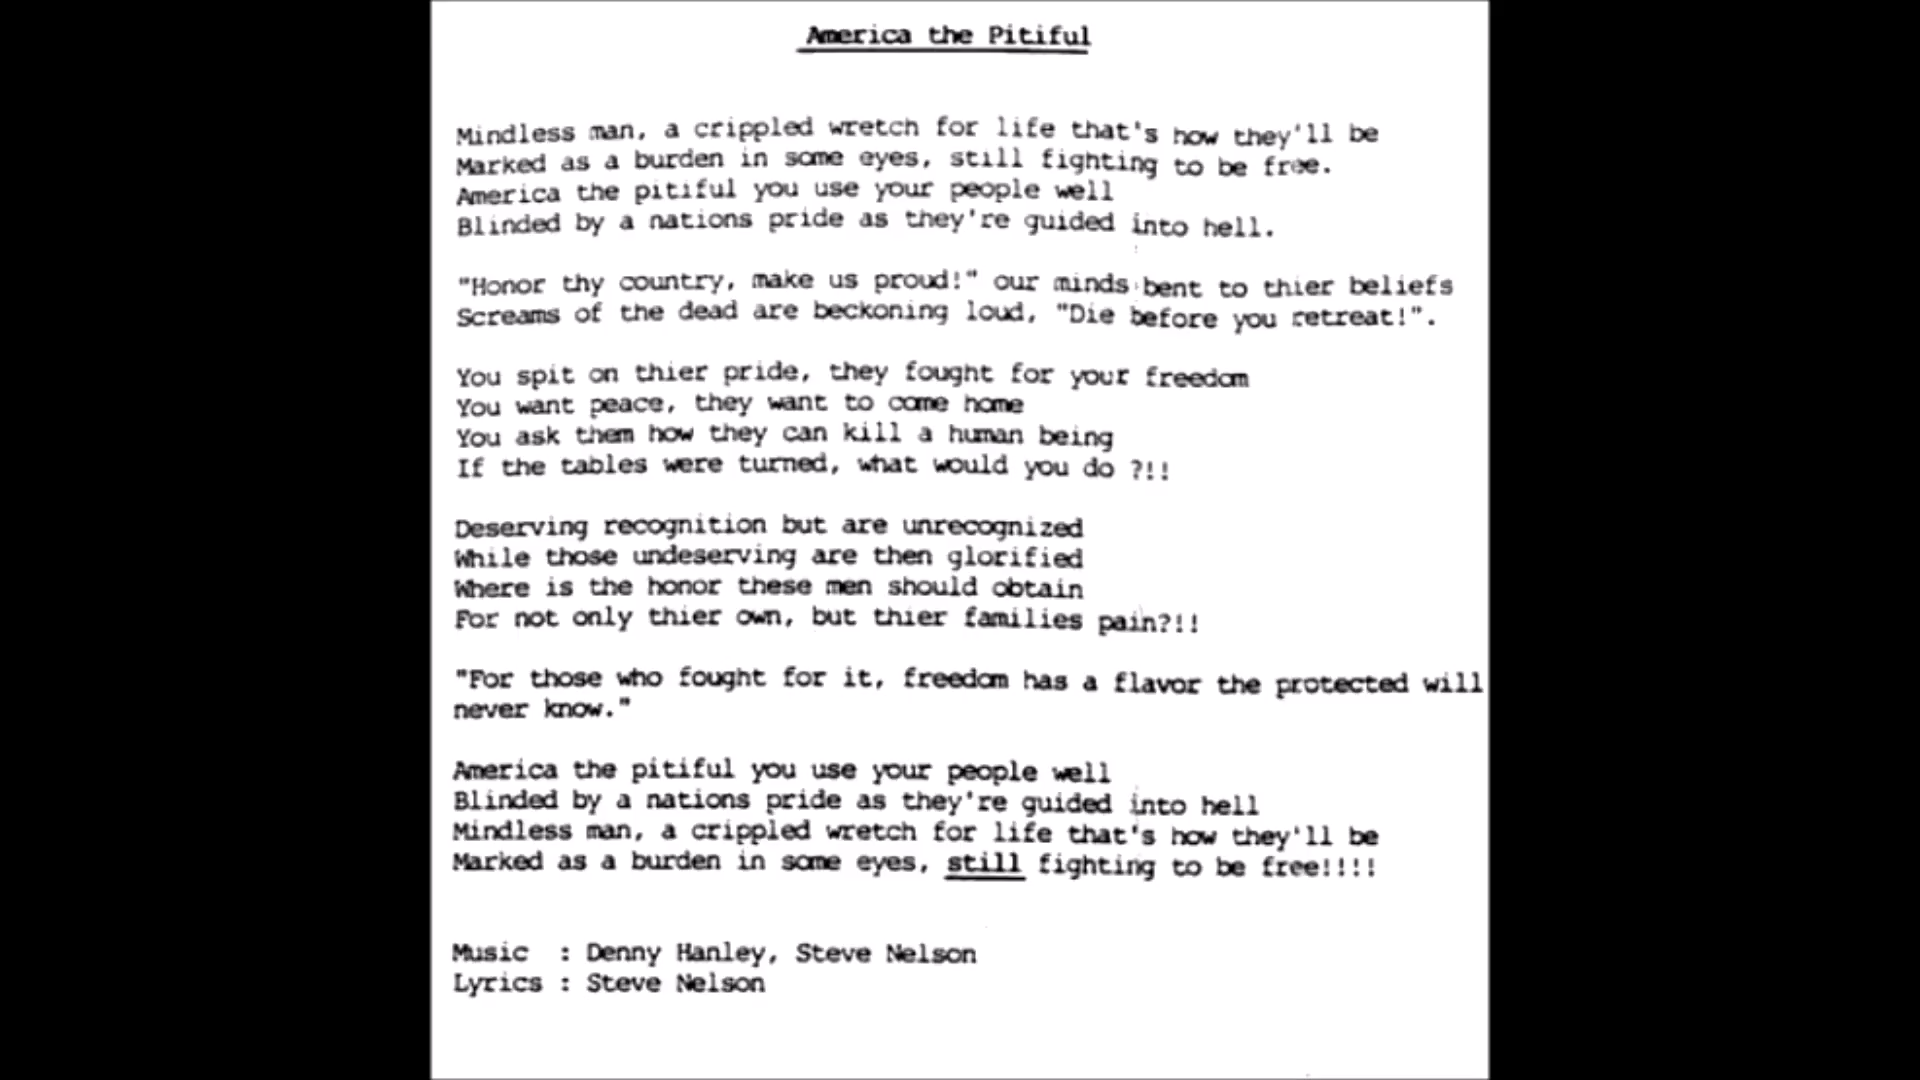 America the Pitiful
Mindless man, a crippled wretch for life that's how they'll be
Marked as a burden in some eyes, still fighting to be free.
America the pitiful you use your people well
Blinded by a nations pride as they're guided into hell.
"Honor thy country, make us proud!" our minds bent to thier beliefs
Screams of the dead are beckoning loud, "Die before you retreat!".
You spit on thier pride, they fought for your freedom
You want peace, they want to come home
You ask them how they can kill a human being
If the tables were turned, what would you do ?!!
Deserving recognition but are unrecognized
While those undeserving are then glorified
Where is the honor these men should obtain
For not only thier own, but thier families pain?!!
"For those who fought for it, freedom has a flavor the protected will
never know."
America the pitiful you use your people well
Blinded by a nations pride as they're guided into hell
Mindless man, a crippled wretch for life that's how they'll be
Marked as a burden in some eyes, still fighting to be free!!!!
Music : Denny Hanley, Steve Nelson
Lyrics : Steve Nelson